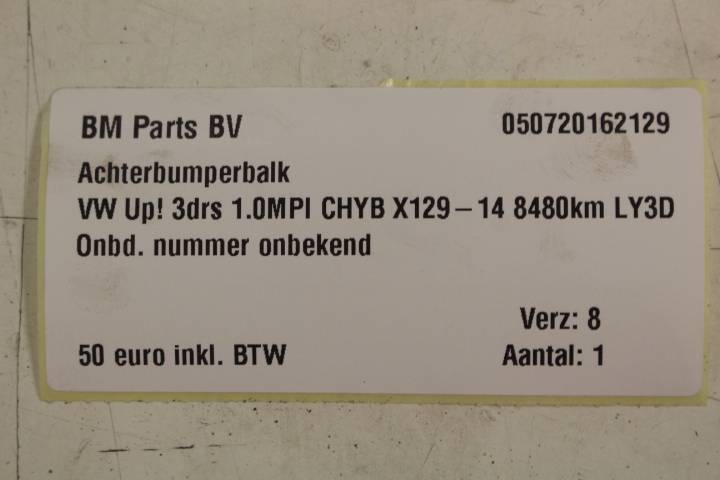 BM Parts BV 050720162129
Achterbumperbalk
VW Up! 3drs 1.0MPI CHYB X129-14 8480km LY3D
Onbd. nummer onbekend
Verz: 8
50 euro inkl. BTW Aantal: 1